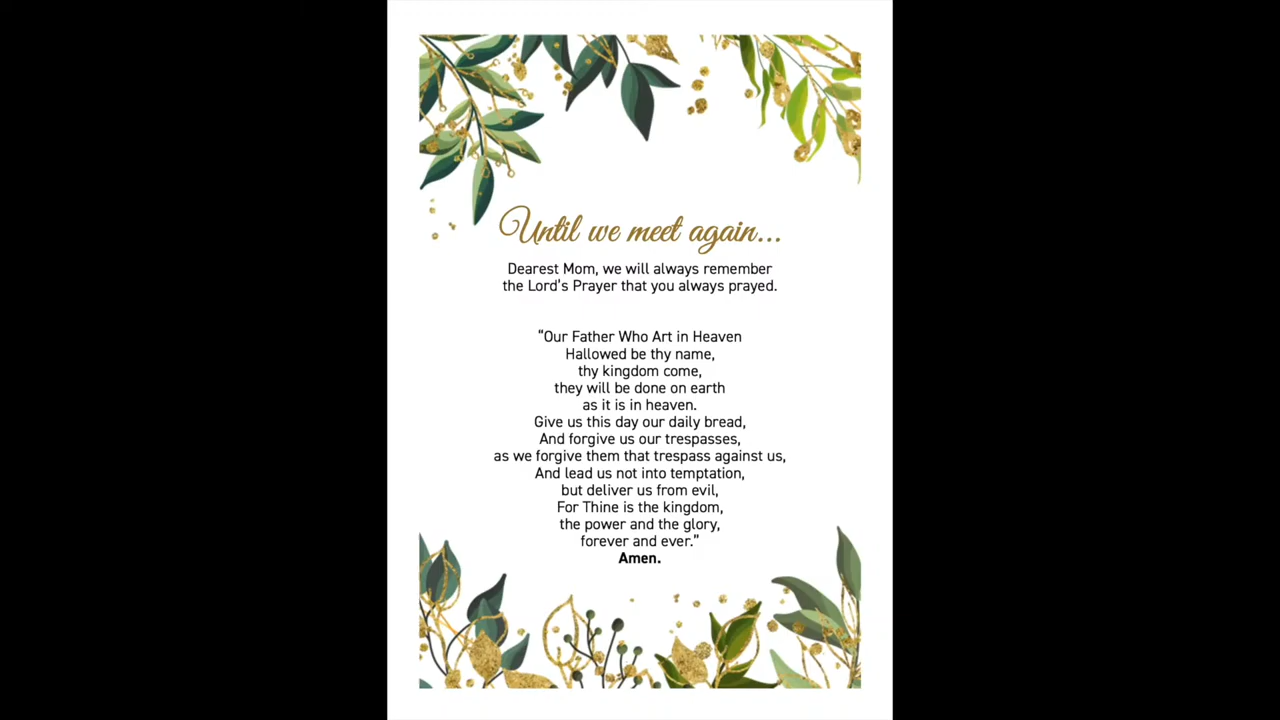 Until we meet again...
Dearest Mom, we will always remember
the Lord's Prayer that you always prayed.
“Our Father Who Art in Heaven
Hallowed be thy name,
thy kingdom come,
they will be done on earth
as it is in heaven.
Give us this day our daily bread,
And forgive us our trespasses,
as we forgive them that trespass against us,
And lead us not into temptation,
but deliver us from evil,
For Thine is the kingdom,
the power and the glory,
forever and ever.”
Amen.